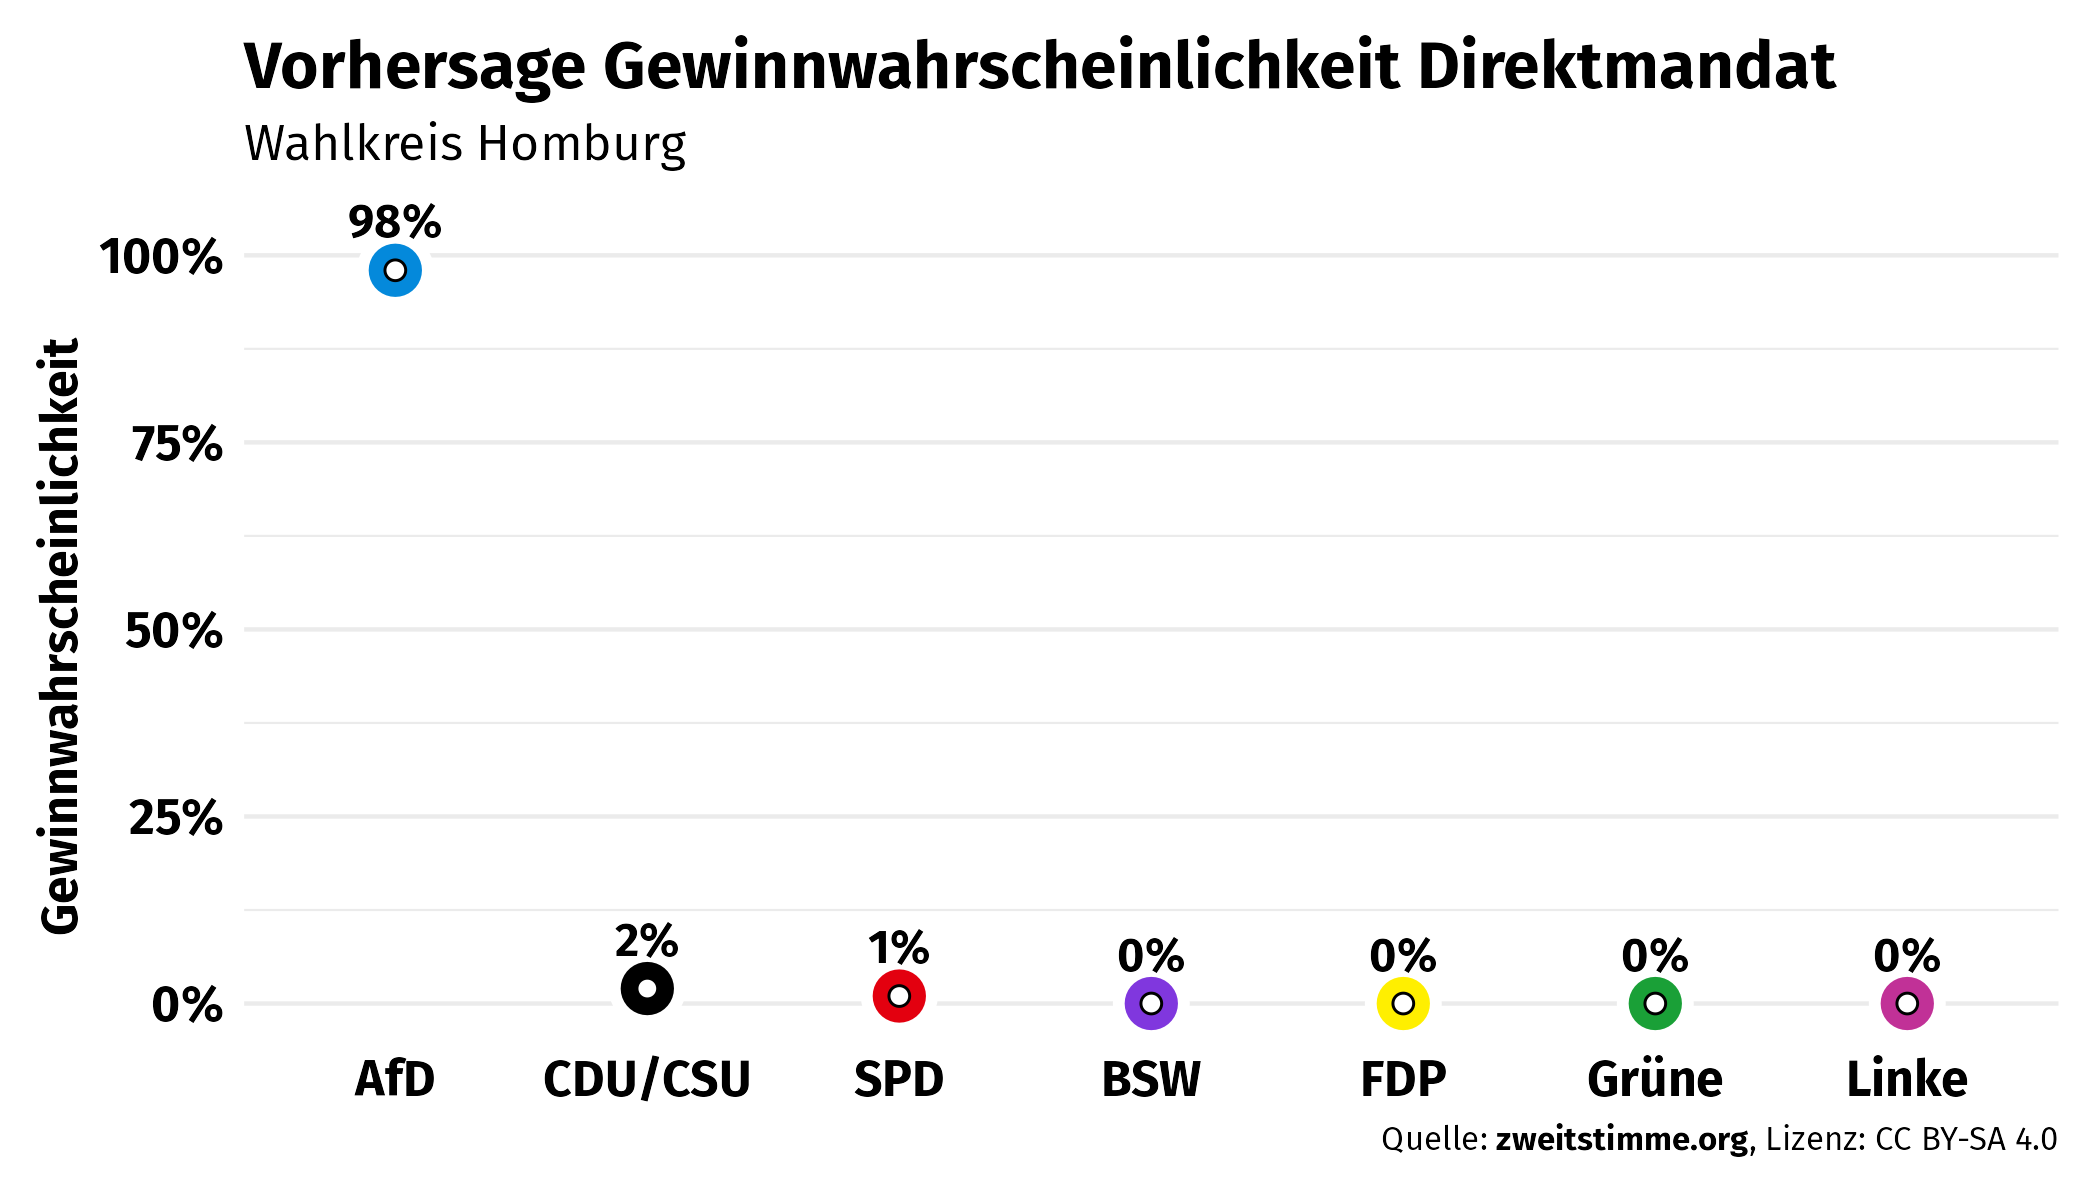 Vorhersage Gewinnwahrscheinlichkeit Direktmandat
Wahlkreis Homburg
Gewinnwahrscheinlichkeit
100%
75%
50%
25%
0%
98%
2%
1%
0%
0%
0%
0%
AfD
CDU/CSU
SPD
BSW
FDP
Grüne
Linke
Quelle: zweitstimme.org, Lizenz: CC BY-SA 4.0